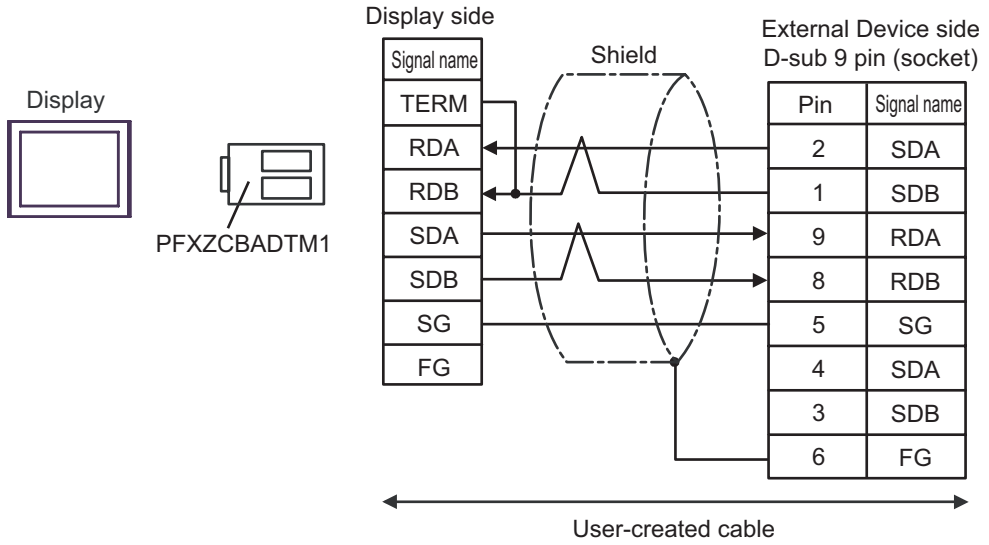 Display side
External Device side
D-sub 9 pin (socket)
Shield
Display
PFXZCBADTM1
Signal name
TERM
RDA
RDB
SDA
SDB
SG
FG
Pin Signal name
2 SDA
1 SDB
9 RDA
8 RDB
5 SG
4 SDA
3 SDB
6 FG
User-created cable